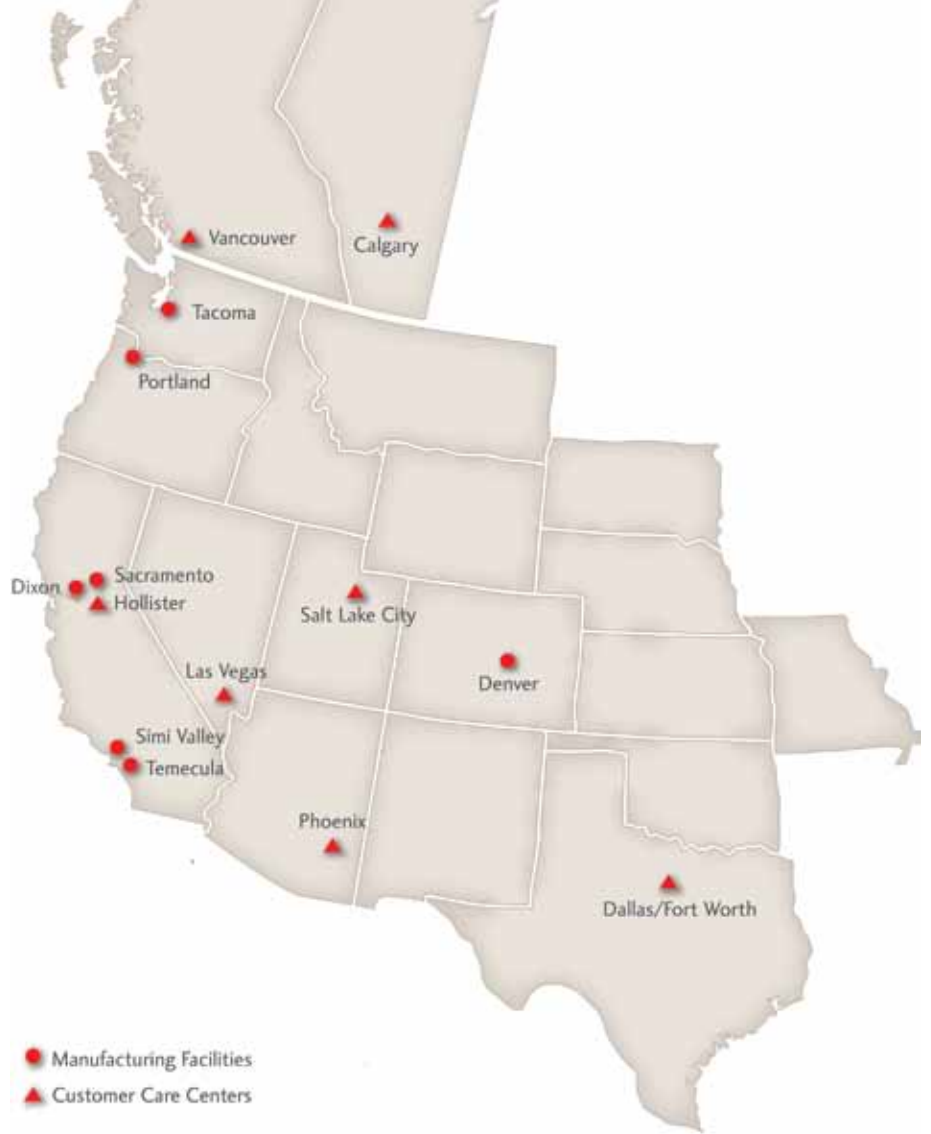 Vancouver
Calgary
Tacoma
Portland
Dixon
Sacramento
Hollister
Salt Lake City
Las Vegas
Denver
Simi Valley
Temecula
Phoenix
Dallas/Fort Worth
Manufacturing Facilities
Customer Care Centers